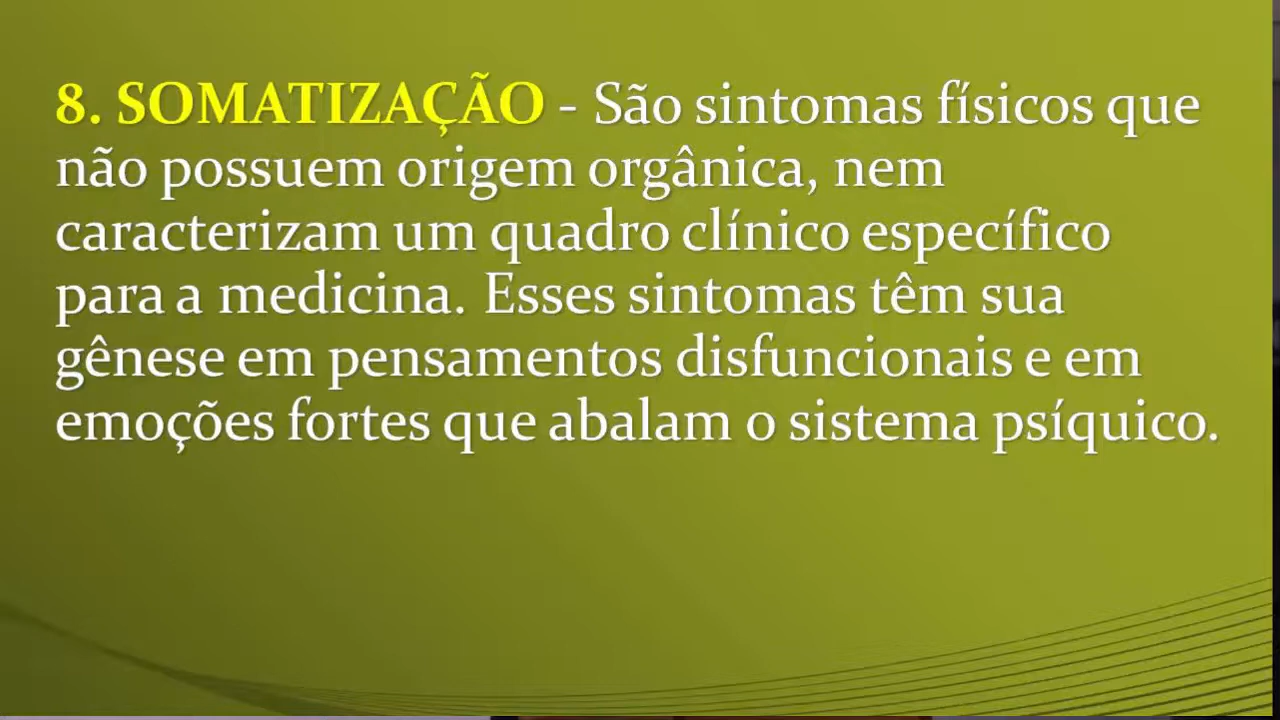 8. SOMATIZAÇÃO - São sintomas físicos que
não possuem origem orgânica, nem
caracterizam um quadro clínico específico
para a medicina. Esses sintomas têm sua
gênese em pensamentos disfuncionais e em
emoções fortes que abalam o sistema psíquico.